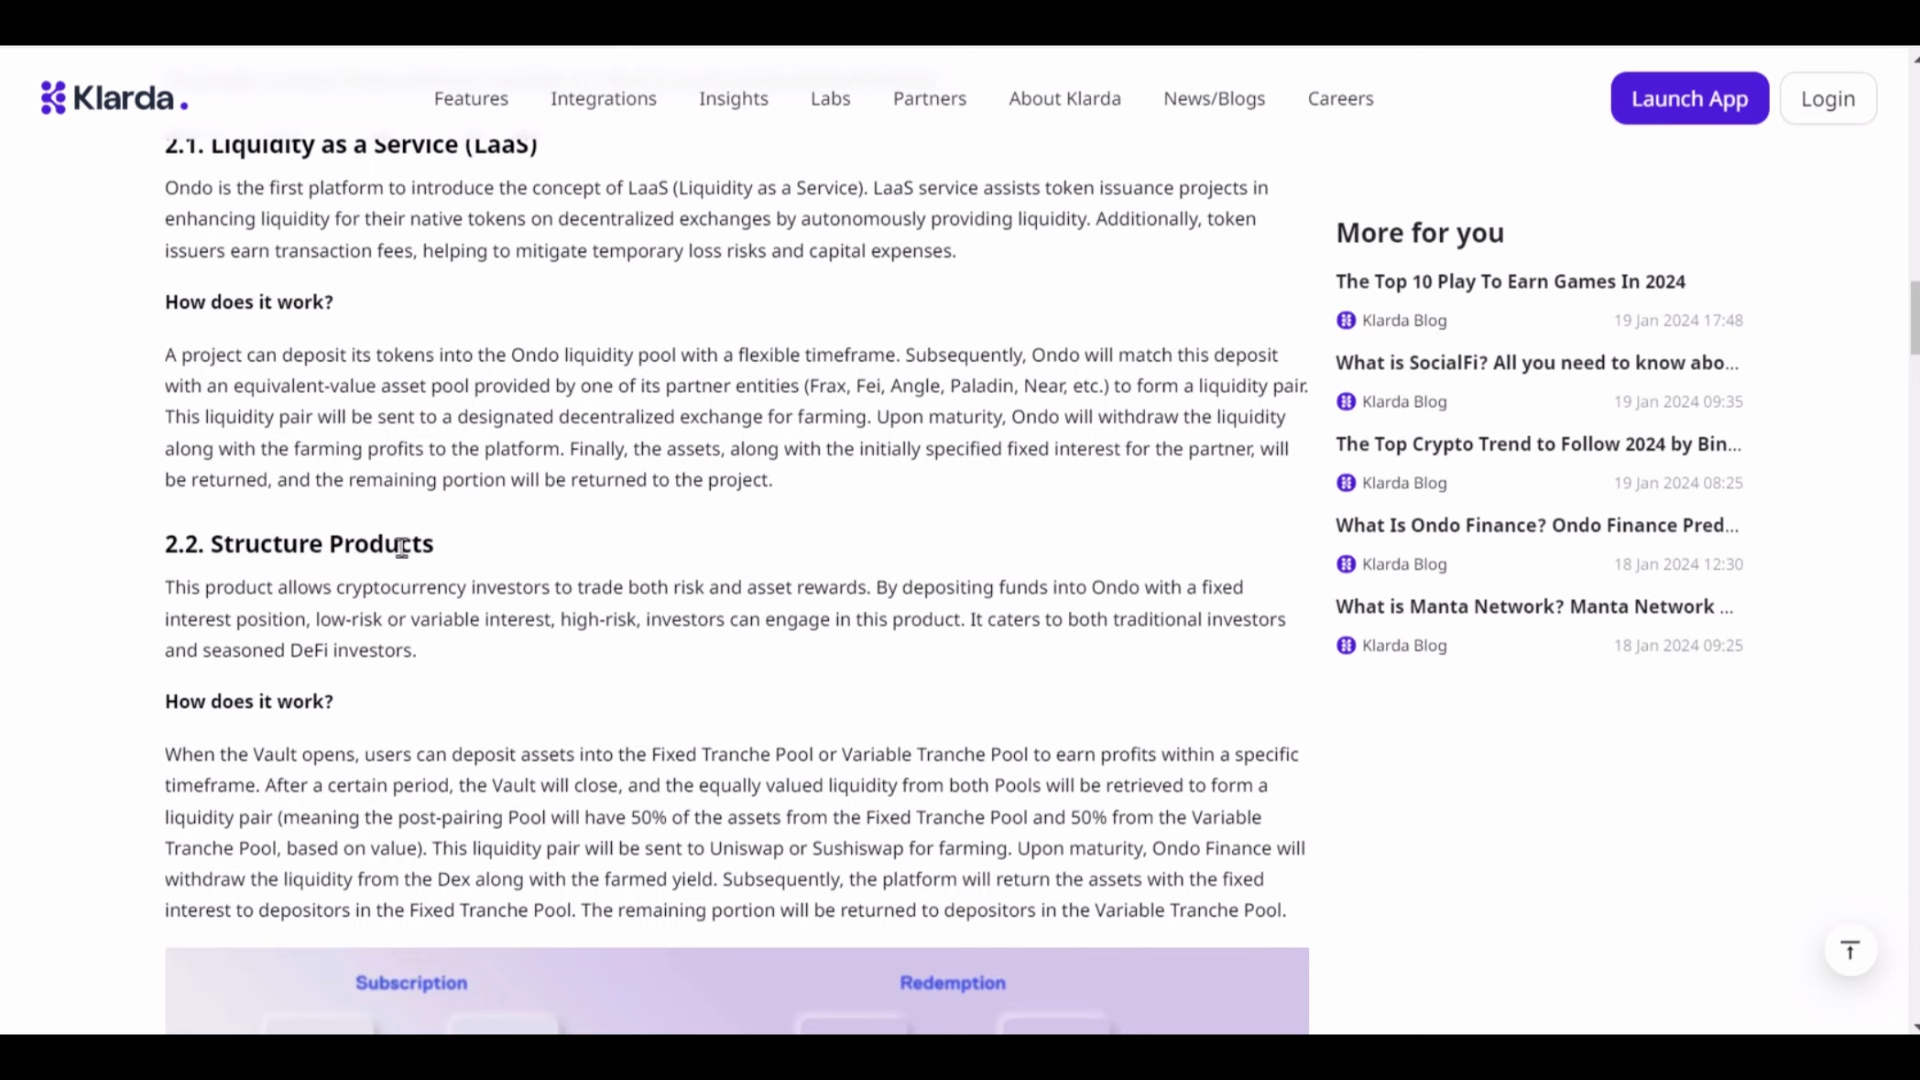 Klarda.
Features Integrations Insights Labs Partners About Klarda News/Blogs Careers
Launch App Login
2.1. Liquidity as a Service (LaaS)
Ondo is the first platform to introduce the concept of LaaS (Liquidity as a Service). LaaS service assists token issuance projects in
enhancing liquidity for their native tokens on decentralized exchanges by autonomously providing liquidity. Additionally, token
issuers earn transaction fees, helping to mitigate temporary loss risks and capital expenses.
How does it work?
A project can deposit its tokens into the Ondo liquidity pool with a flexible timeframe. Subsequently, Ondo will match this deposit
with an equivalent-value asset pool provided by one of its partner entities (Frax, Fei, Angle, Paladin, Near, etc.) to form a liquidity pair.
This liquidity pair will be sent to a designated decentralized exchange for farming. Upon maturity, Ondo will withdraw the liquidity
along with the farming profits to the platform. Finally, the assets, along with the initially specified fixed interest for the partner, will
be returned, and the remaining portion will be returned to the project.
2.2. Structure Products
This product allows cryptocurrency investors to trade both risk and asset rewards. By depositing funds into Ondo with a fixed
interest position, low-risk or variable interest, high-risk, investors can engage in this product. It caters to both traditional investors
and seasoned DeFi investors.
How does it work?
When the Vault opens, users can deposit assets into the Fixed Tranche Pool or Variable Tranche Pool to earn profits within a specific
timeframe. After a certain period, the Vault will close, and the equally valued liquidity from both Pools will be retrieved to form a
liquidity pair (meaning the post-pairing Pool will have 50% of the assets from the Fixed Tranche Pool and 50% from the Variable
Tranche Pool, based on value). This liquidity pair will be sent to Uniswap or Sushiswap for farming. Upon maturity, Ondo Finance will
withdraw the liquidity from the Dex along with the farmed yield. Subsequently, the platform will return the assets with the fixed
interest to depositors in the Fixed Tranche Pool. The remaining portion will be returned to depositors in the Variable Tranche Pool.
Subscription Redemption
More for you
The Top 10 Play To Earn Games In 2024
Klarda Blog 19 Jan 2024 17:48
What is SocialFi? All you need to know abo...
Klarda Blog 19 Jan 2024 09:35
The Top Crypto Trend to Follow 2024 by Bin...
Klarda Blog 19 Jan 2024 08:25
What Is Ondo Finance? Ondo Finance Pred...
Klarda Blog 18 Jan 2024 12:30
What is Manta Network? Manta Network ...
Klarda Blog 18 Jan 2024 09:25